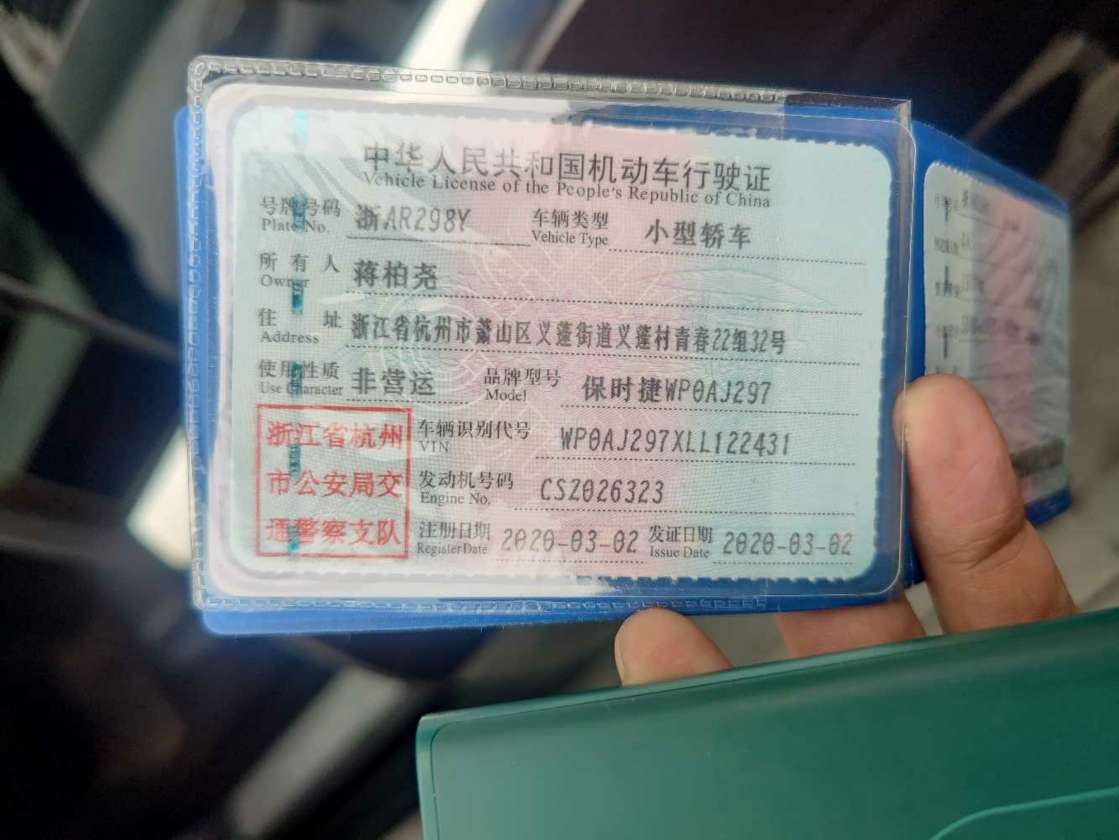 中华人民共和国机动车行驶证
Vehicle License of the People's Republic of China
号牌号码 浙AR298Y 车辆类型 小型轿车
Plate No. Vehicle Type
所有人 蒋柏尧
Owner
住址 浙江省杭州市萧山区义蓬街道义蓬村青春22组32号
Address
使用性质 非营运 品牌型号 保时捷WP0AJ297
Use Character Model
浙江省杭州 车辆识别代号 WP0AJ297XLL122431
VIN
市公安局交 发动机号码 CSZ026323
Engine No.
通警察支队 注册日期 2020-03-02 发证日期 2020-03-02
Register Date Issue Date